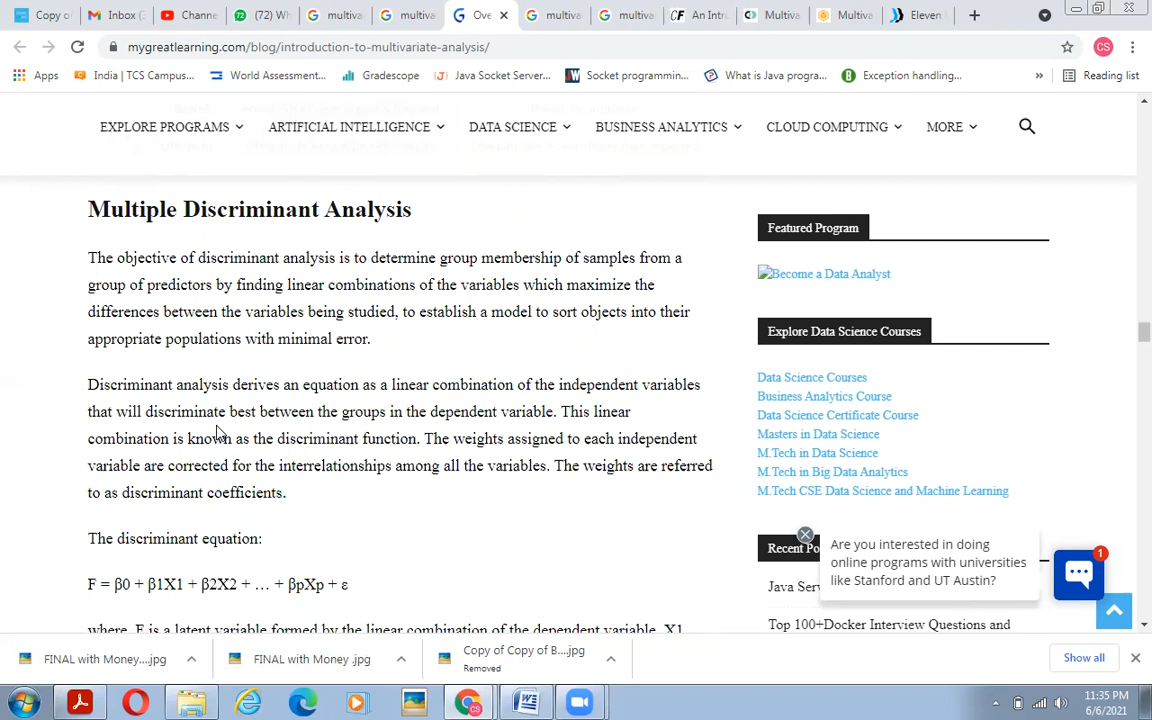 Copy of
Inbox (
Channe
(72) Wh
multiva
multiva
Ove
multiva
multiva
An Intr
Multiva
Multiva
Eleven
mygreatlearning.com/blog/introduction-to-multivariate-analysis/
CS
Apps
India | TCS Campus...
World Assessment...
Gradescope
Java Socket Server...
Socket programmin...
What is Java progra...
Exception handling...
»
Reading list
EXPLORE PROGRAMS
ARTIFICIAL INTELLIGENCE
DATA SCIENCE
BUSINESS ANALYTICS
CLOUD COMPUTING
MORE
Multiple Discriminant Analysis
The objective of discriminant analysis is to determine group membership of samples from a
group of predictors by finding linear combinations of the variables which maximize the
differences between the variables being studied, to establish a model to sort objects into their
appropriate populations with minimal error.
Discriminant analysis derives an equation as a linear combination of the independent variables
that will discriminate best between the groups in the dependent variable. This linear
combination is known as the discriminant function. The weights assigned to each independent
variable are corrected for the interrelationships among all the variables. The weights are referred
to as discriminant coefficients.
The discriminant equation:
F = β0 + β1X1 + β2X2 + … + βpXp + ε
where, F is a latent variable formed by the linear combination of the dependent variable, X1,
Featured Program
Become a Data Analyst
Explore Data Science Courses
Data Science Courses
Business Analytics Course
Data Science Certificate Course
Masters in Data Science
M.Tech in Data Science
M.Tech in Big Data Analytics
M.Tech CSE Data Science and Machine Learning
Recent Po
Java Serv
Top 100+Docker Interview Questions and
Are you interested in doing
online programs with universities
like Stanford and UT Austin?
1
FINAL with Money....jpg
FINAL with Money .jpg
Copy of Copy of B....jpg
Removed
Show all
11:35 PM
6/6/2021